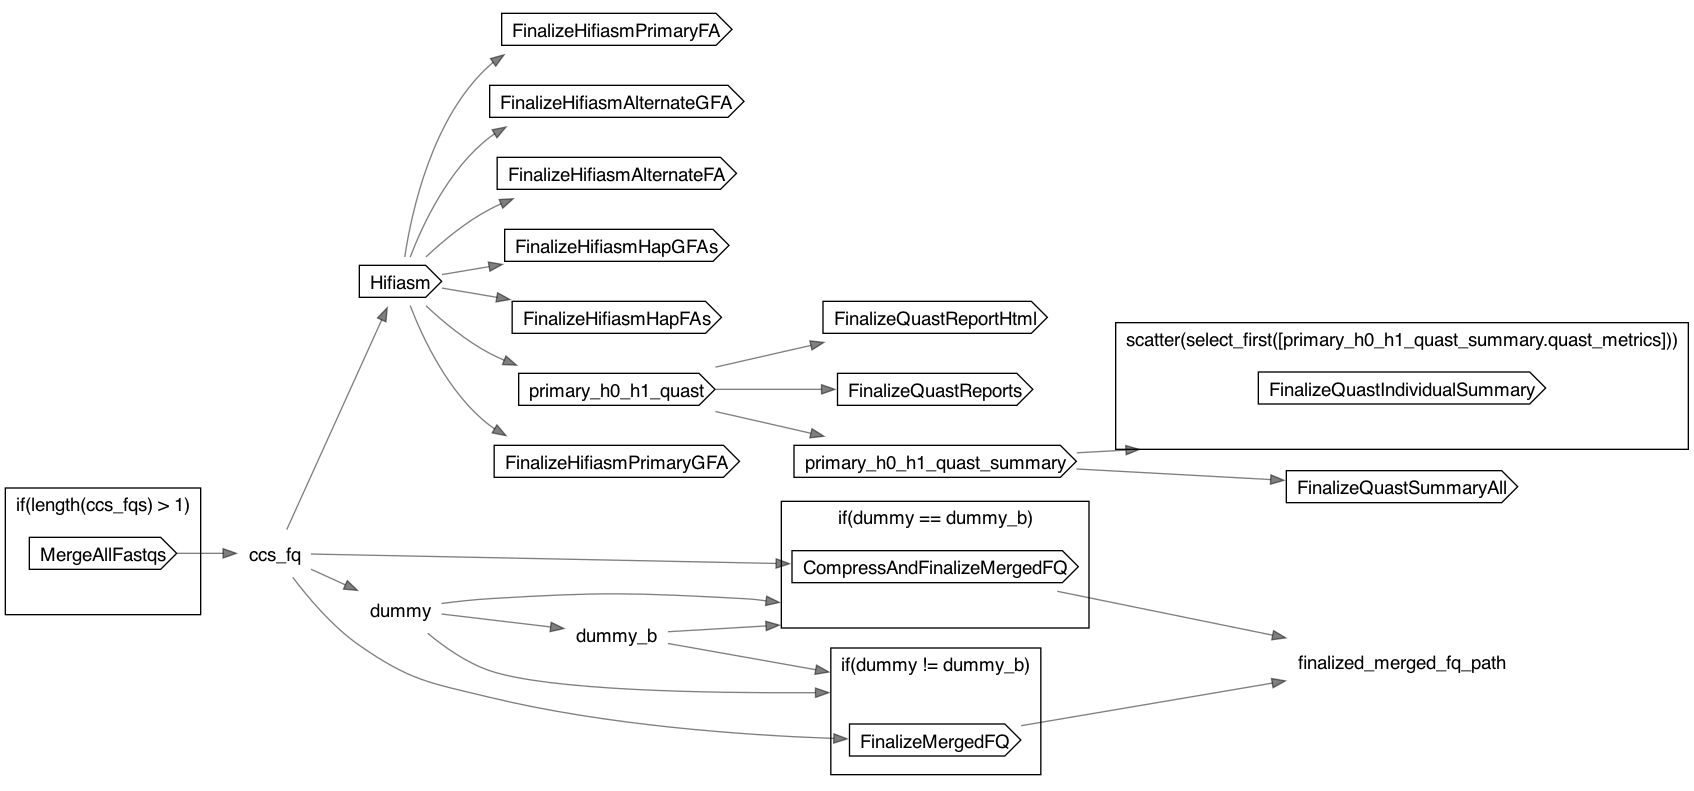 FinalizeHifiasmPrimaryFA
FinalizeHifiasmAlternateGFA
FinalizeHifiasmAlternateFA
FinalizeHifiasmHapGFAs
Hifiasm
FinalizeHifiasmHapFAs
FinalizeQuastReportHtml
scatter(select_first([primary_h0_h1_quast_summary.quast_metrics]))
primary_h0_h1_quast
FinalizeQuastReports
FinalizeQuastIndividualSummary
FinalizeHifiasmPrimaryGFA
primary_h0_h1_quast_summary
FinalizeQuastSummaryAll
if(length(ccs_fqs) > 1)
MergeAllFastqs
ccs_fq
if(dummy == dummy_b)
CompressAndFinalizeMergedFQ
dummy
dummy_b
if(dummy != dummy_b)
finalized_merged_fq_path
FinalizeMergedFQ